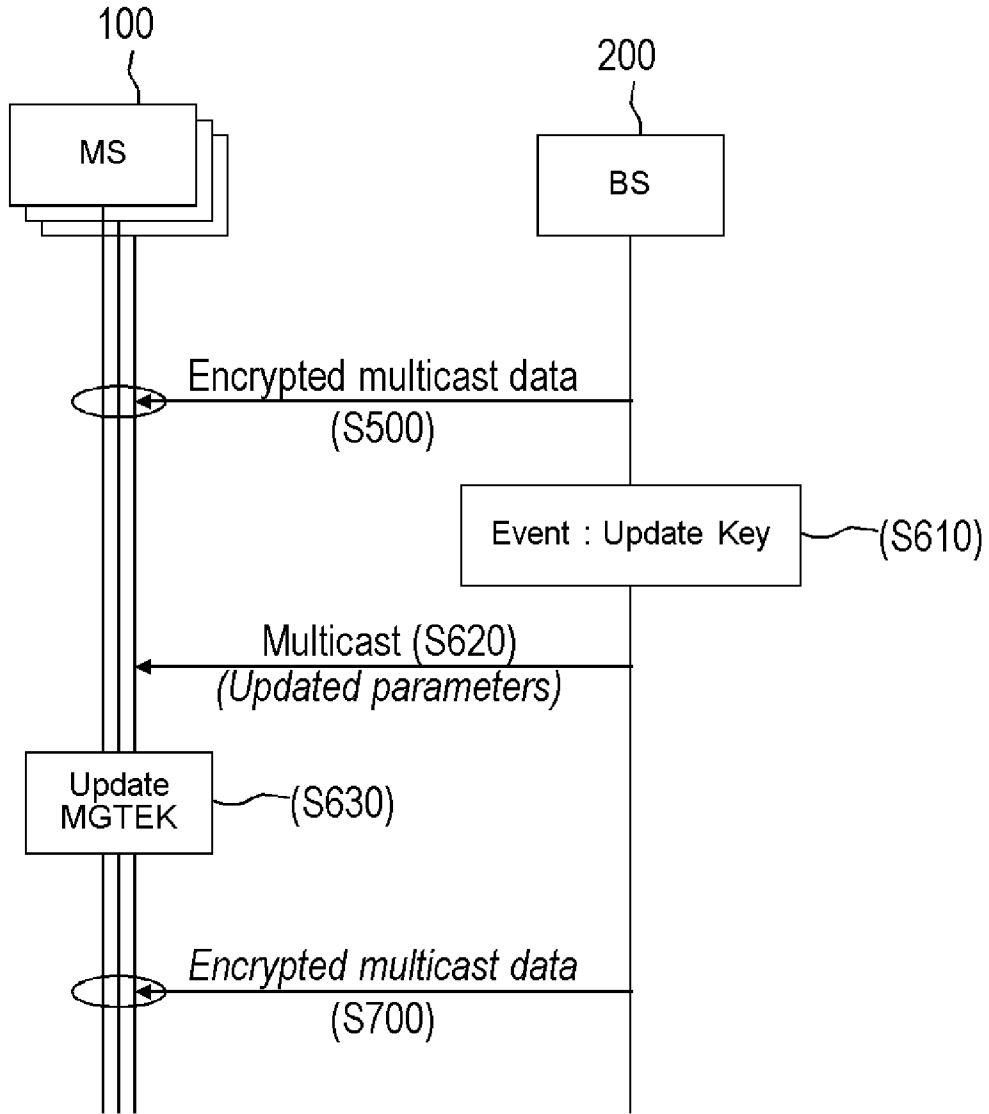 100
200
MS
BS
Encrypted multicast data
(S500)
Event : Update Key
(S610)
Multicast (S620)
(Updated parameters)
Update
MGTEK
(S630)
Encrypted multicast data
(S700)